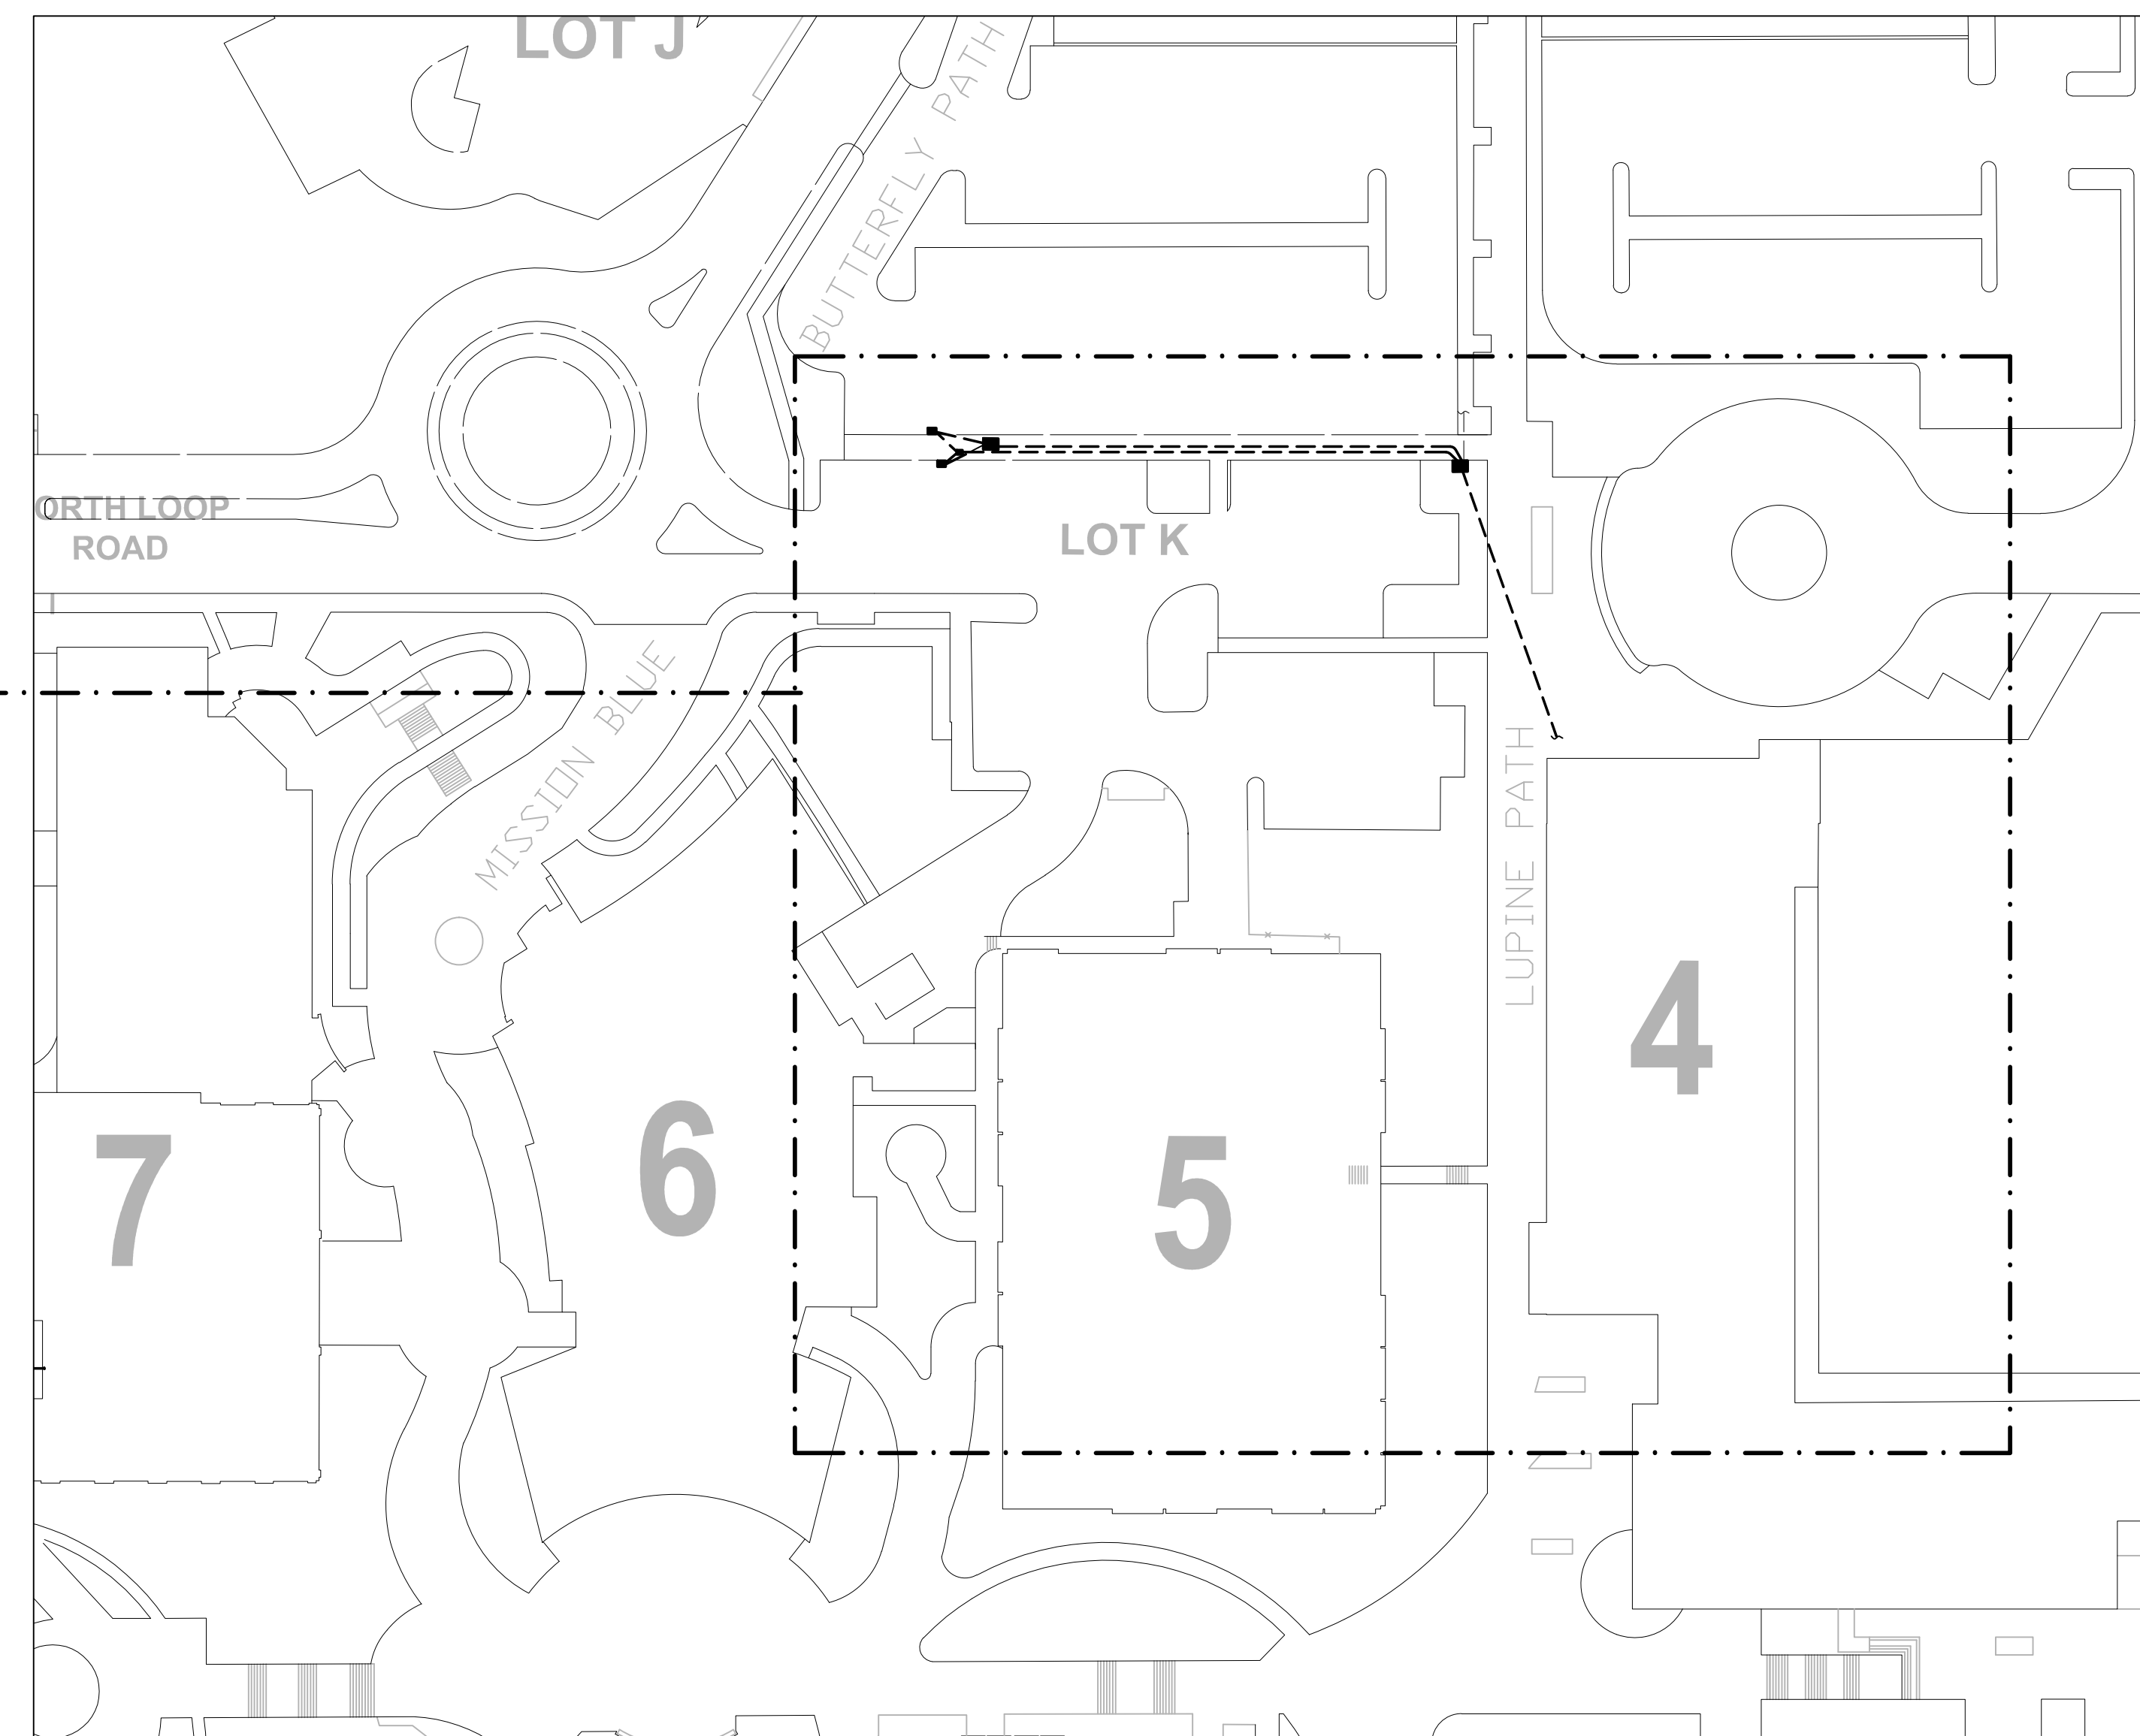 LOT J
BUTTERFLY PATH
ORTH LOOP
ROAD
LOT K
MISSION BLUE
LUPINE PATH
4
5
6
7